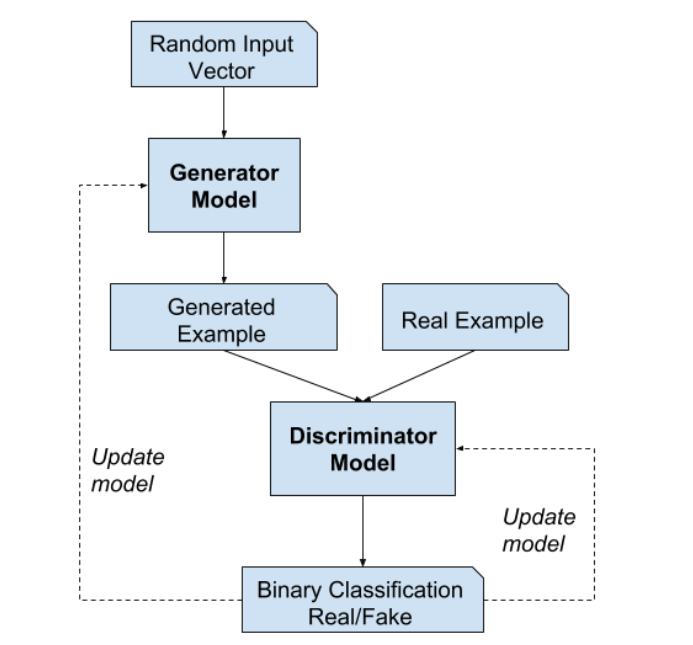 Random Input
Vector
Generator
Model
Generated
Example
Real Example
Discriminator
Model
Update
model
Update
model
Binary Classification
Real/Fake